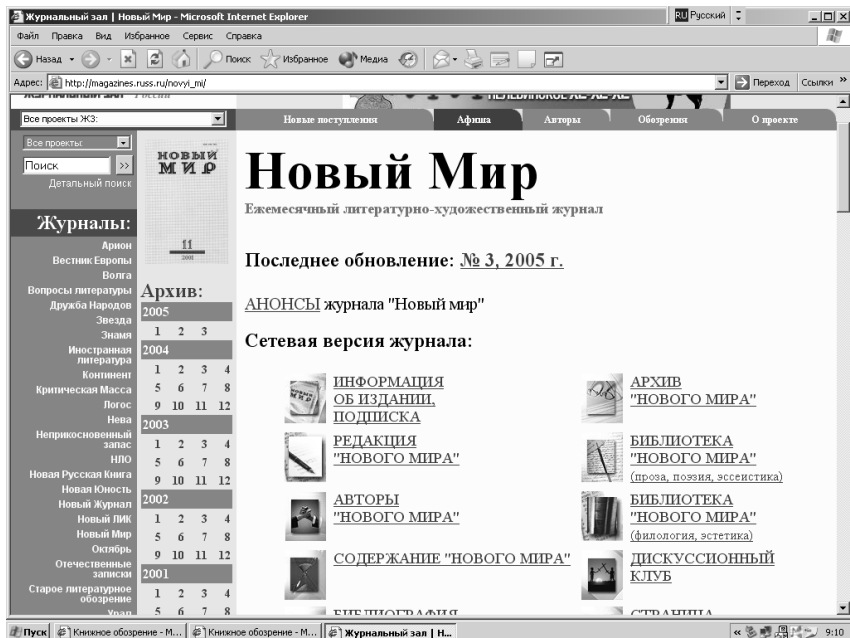 Журнальный зал | Новый Мир - Microsoft Internet Explorer
RU Русский
Файл Правка Вид Избранное Сервис Справка
Назад Поиск Избранное Медиа
Адрес: http://magazines.russ.ru/novyi_mi/ Переход Ссылки »
Все проекты ЖЗ:
Новые поступления Афиша Авторы Обозрения О проекте
Все проекты
Поиск >>
Детальный поиск
Журналы:
Арион
Вестник Европы
Волга
Вопросы литературы
Дружба Народов
Звезда
Знамя
Иностранная
литература
Континент
Критическая Масса
Логос
Нева
Неприкосновенный
запас
НЛО
Новая Русская Книга
Новая Юность
Новый Журнал
Новый ЛИК
Новый Мир
Октябрь
Отечественные
записки
Старое литературное
обозрение
Урал
НОВЫЙ
МИР
11
Архив:
2005
1 2 3
2004
1 2 3 4
5 6 7 8
9 10 11 12
2003
1 2 3 4
5 6 7 8
9 10 11 12
2002
1 2 3 4
5 6 7 8
9 10 11 12
2001
1 2 3 4
5 6 7 8
Новый Мир
Ежемесячный литературно-художественный журнал
Последнее обновление: № 3, 2005 г.
АНОНСЫ журнала "Новый мир"
Сетевая версия журнала:
ИНФОРМАЦИЯ
ОБ ИЗДАНИИ,
ПОДПИСКА
АРХИВ
"НОВОГО МИРА"
РЕДАКЦИЯ
"НОВОГО МИРА"
БИБЛИОТЕКА
"НОВОГО МИРА"
(проза, поэзия, эссеистика)
АВТОРЫ
"НОВОГО МИРА"
БИБЛИОТЕКА
"НОВОГО МИРА"
(филология, эстетика)
СОДЕРЖАНИЕ "НОВОГО МИРА"
ДИСКУССИОННЫЙ
КЛУБ
БИБЛИОГРАФИЯ
СТРАНИЦА
Пуск Книжное обозрение - М... Книжное обозрение - М... Журнальный зал | Н... « 9:10